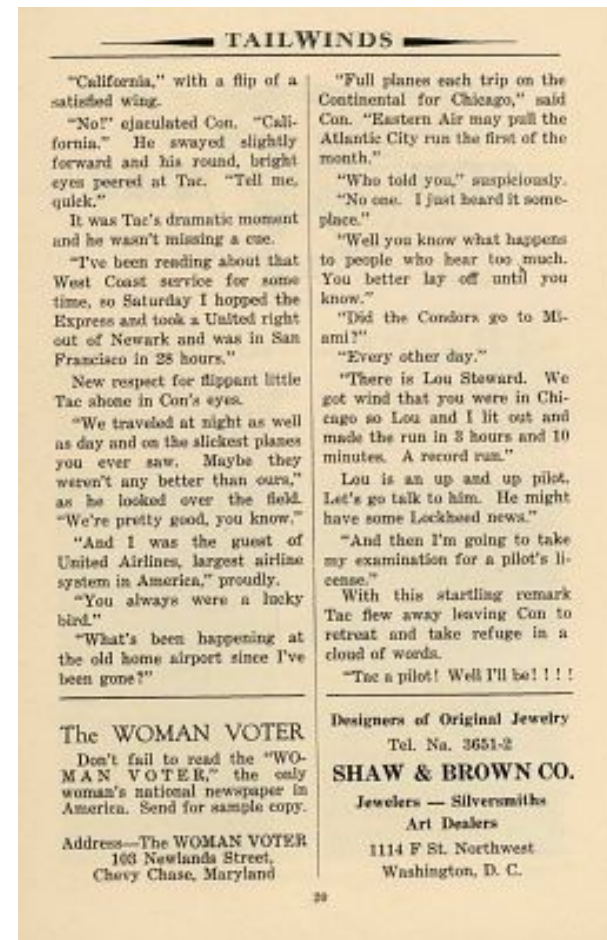 TAILWINDS
"California," with a flip of a
satisfied wing.
"No!" ejaculated Con. "Cali-
fornia." He swayed slightly
forward and his round, bright
eyes peered at Tac. "Tell me,
quick."
It was Tac's dramatic moment
and he wasn't missing a cue.
"I've been reading about that
West Coast service for some
time, so Saturday I hopped the
Express and took a United right
out of Newark and was in San
Francisco in 28 hours."
New respect for flippant little
Tac shone in Con's eyes.
"We traveled at night as well
as day and on the slickest planes
you ever saw. Maybe they
weren't any better than ours,"
as he looked over the field.
"We're pretty good, you know."
"And I was the guest of
United Airlines, largest airline
system in America," proudly.
"You always were a lucky
bird."
"What's been happening at
the old home airport since I've
been gone?"
The WOMAN VOTER
Don't fail to read the "WO-
MAN VOTER," the only
woman's national newspaper in
America. Send for sample copy.
Address—The WOMAN VOTER
103 Newlands Street,
Chevy Chase, Maryland
"Full planes each trip on the
Continental for Chicago," said
Con. "Eastern Air may pull the
Atlantic City run the first of the
month."
"Who told you," suspiciously.
"No one. I just heard it some-
place."
"Well you know what happens
to people who hear too much.
You better lay off until you
know."
"Did the Condors go to Mi-
ami?"
"Every other day."
"There is Lou Steward. We
got wind that you were in Chi-
cago so Lou and I lit out and
made the run in 3 hours and 10
minutes. A record run."
Lou is an up and up pilot.
Let's go talk to him. He might
have some Lockheed news."
"And then I'm going to take
my examination for a pilot's li-
cense."
With this startling remark
Tac flew away leaving Con to
retreat and take refuge in a
cloud of words.
"Tac a pilot! Well I'll be! ! ! !
Designers of Original Jewelry
Tel. Na. 3651-2
SHAW & BROWN CO.
Jewelers — Silversmiths
Art Dealers
1114 F St. Northwest
Washington, D. C.